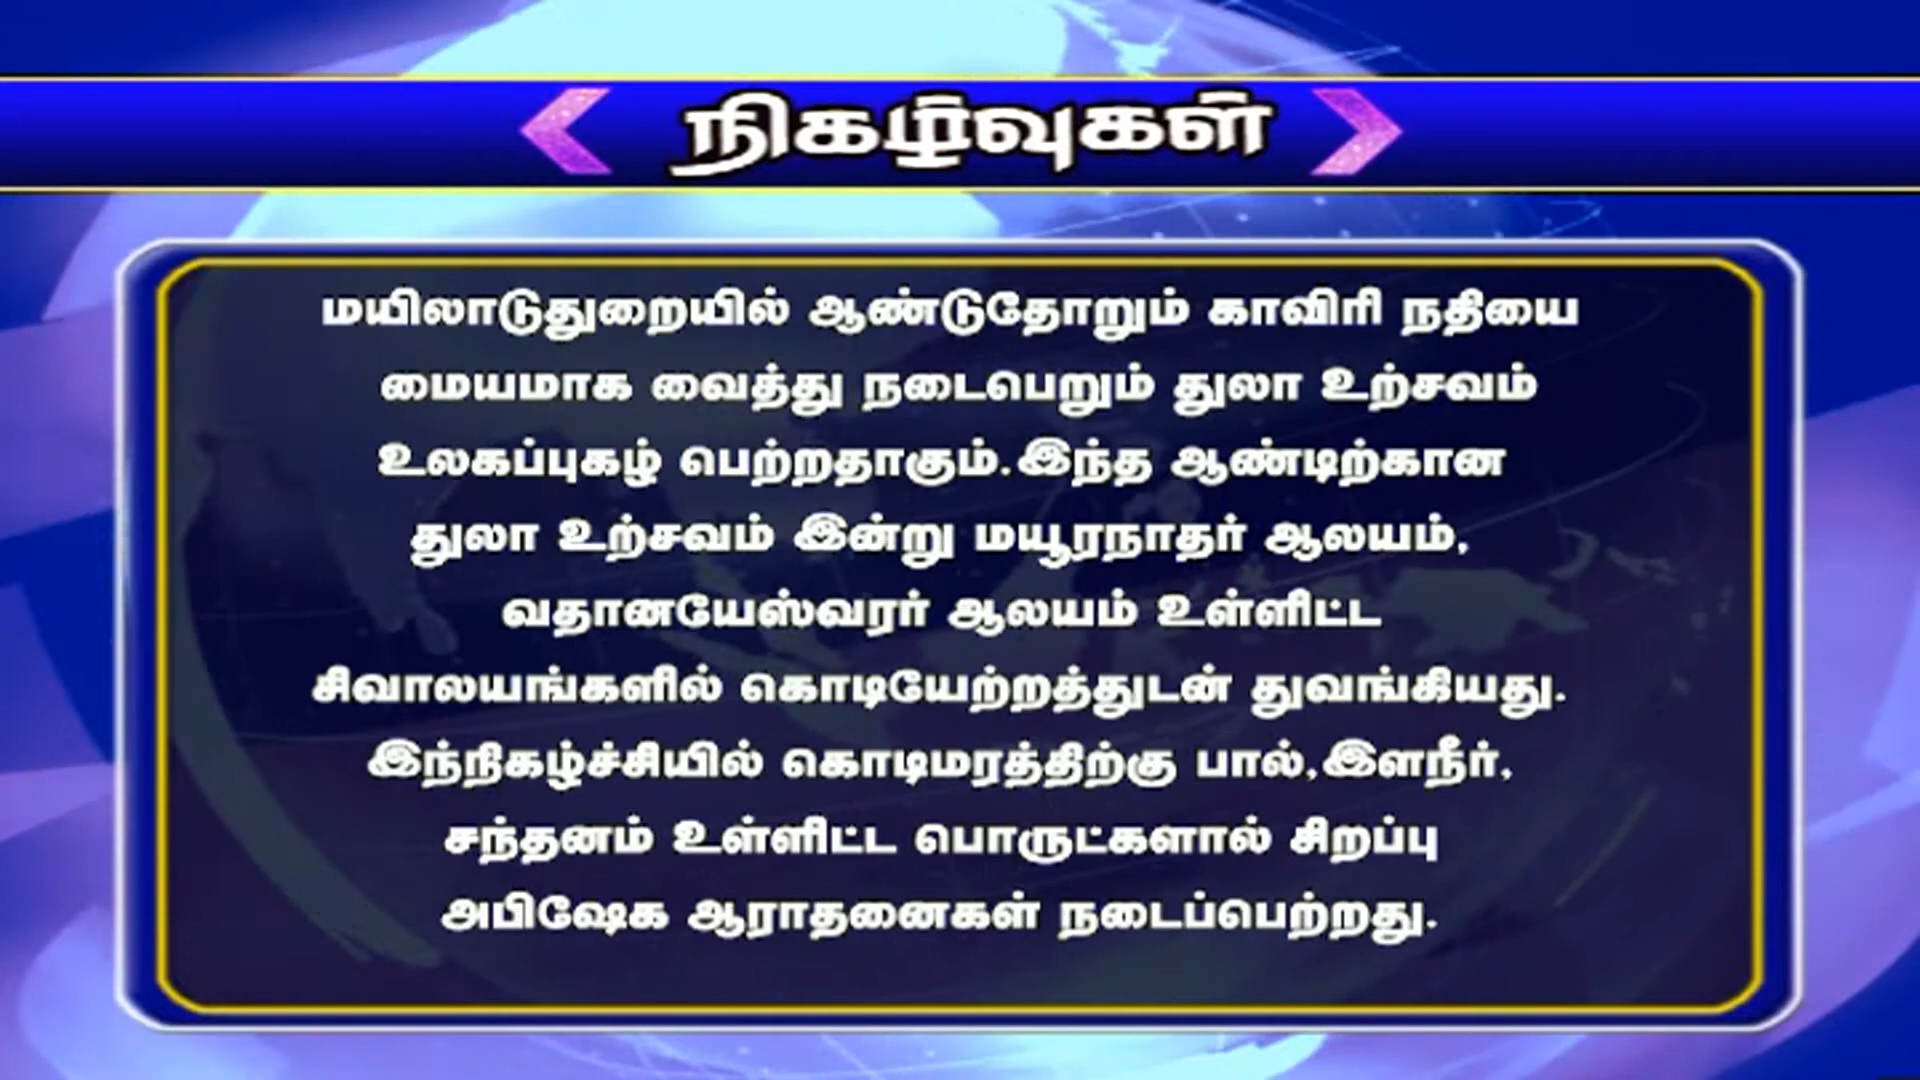 நிகழ்வுகள்
மயிலாடுதுறையில் ஆண்டுதோறும் காவிரி நதியை
மையமாக வைத்து நடைபெறும் துலா உற்சவம்
உலகப்புகழ் பெற்றதாகும்.இந்த ஆண்டிற்கான
துலா உற்சவம் இன்று மயூரநாதர் ஆலயம்,
வதானயேஸ்வரர் ஆலயம் உள்ளிட்ட
சிவாலயங்களில் கொடியேற்றத்துடன் துவங்கியது.
இந்நிகழ்ச்சியில் கொடிமரத்திற்கு பால்,இளநீர்,
சந்தனம் உள்ளிட்ட பொருட்களால் சிறப்பு
அபிஷேக ஆராதனைகள் நடைப்பெற்றது.